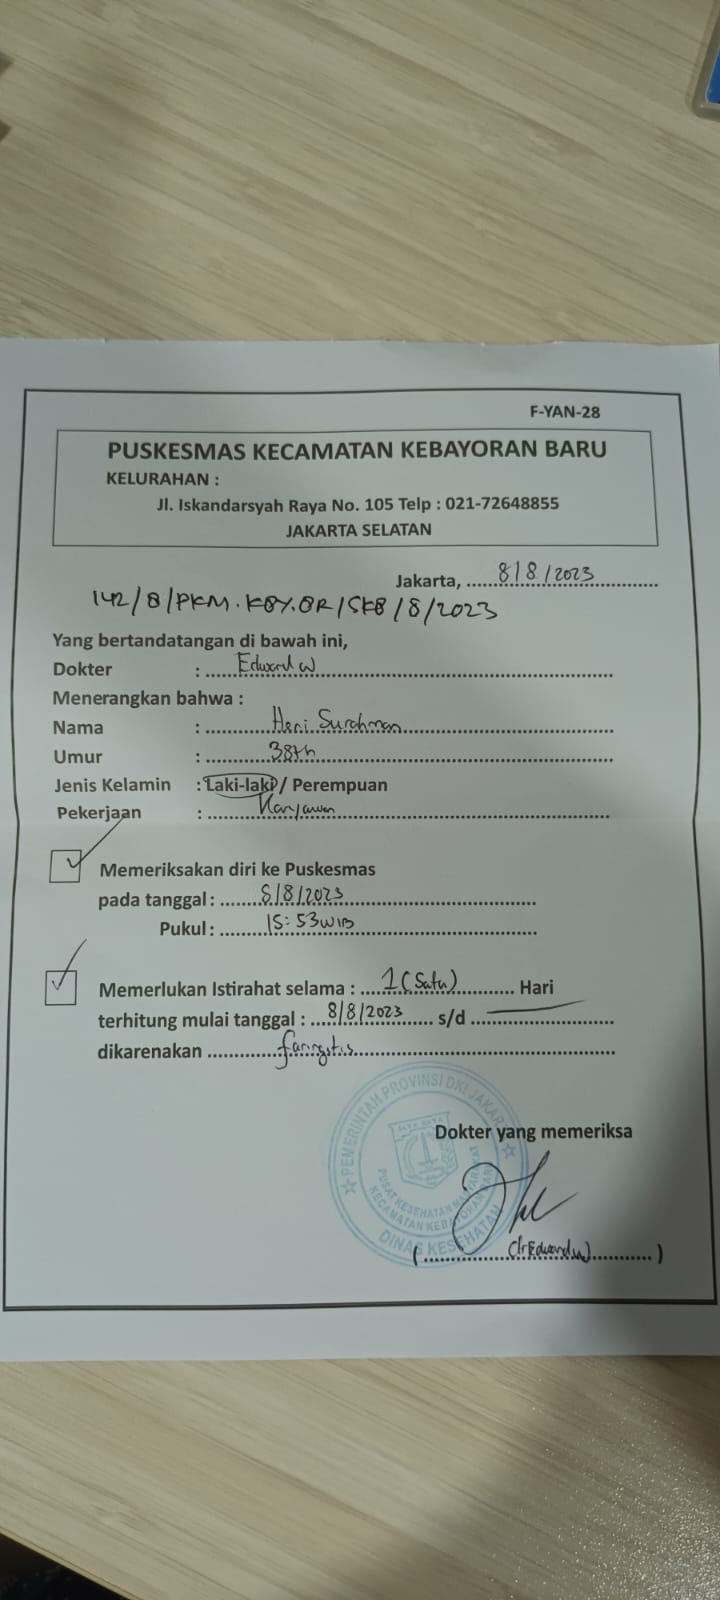 F-YAN-28
PUSKESMAS KECAMATAN KEBAYORAN BARU
KELURAHAN :
Jl. Iskandarsyah Raya No. 105 Telp : 021-72648855
JAKARTA SELATAN
Jakarta, ..... 8/8/2023 .....
142/8/PKM.KBY.BR/SKB/8/2023
Yang bertandatangan di bawah ini,
Dokter : ..... Edward W .....
Menerangkan bahwa :
Nama : ..... Heri Surahman .....
Umur : ..... 38th .....
Jenis Kelamin : Laki-laki / Perempuan
Pekerjaan : ..... Karyawan .....
Memeriksakan diri ke Puskesmas
pada tanggal : ..... 8/8/2023 .....
Pukul : ..... 15:53 WIB .....
Memerlukan Istirahat selama : ..... 1 (Satu) ..... Hari
terhitung mulai tanggal : ..... 8/8/2023 ..... s/d .....
dikarenakan ..... faringitis .....
PEMERINTAH PROVINSI DKI JAKARTA
JAYA RAYA
PUSAT KESEHATAN MASYARAKAT
KECAMATAN KEBAYORAN BARU
DINAS KESEHATAN
Dokter yang memeriksa
( ..... dr Edward W ..... )